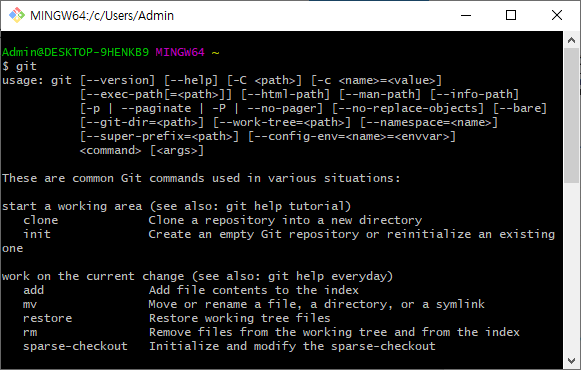 MINGW64:/c/Users/Admin
Admin@DESKTOP-9HENKB9 MINGW64 ~
$ git
usage: git [--version] [--help] [-C <path>] [-c <name>=<value>]
           [--exec-path[=<path>]] [--html-path] [--man-path] [--info-path]
           [-p | --paginate | -P | --no-pager] [--no-replace-objects] [--bare]
           [--git-dir=<path>] [--work-tree=<path>] [--namespace=<name>]
           [--super-prefix=<path>] [--config-env=<name>=<envvar>]
           <command> [<args>]
These are common Git commands used in various situations:
start a working area (see also: git help tutorial)
   clone             Clone a repository into a new directory
   init              Create an empty Git repository or reinitialize an existing
one
work on the current change (see also: git help everyday)
   add               Add file contents to the index
   mv                Move or rename a file, a directory, or a symlink
   restore           Restore working tree files
   rm                Remove files from the working tree and from the index
   sparse-checkout   Initialize and modify the sparse-checkout